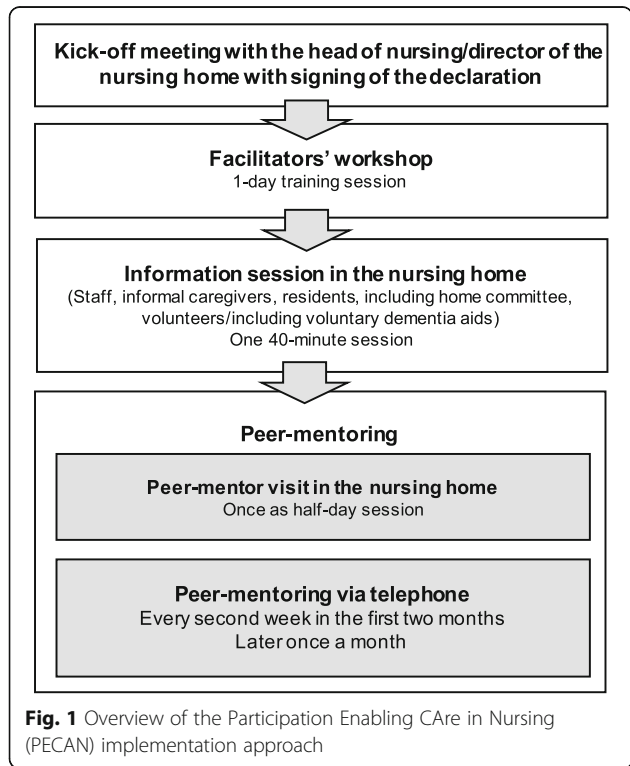 Kick-off meeting with the head of nursing/director of the
nursing home with signing of the declaration
Facilitators' workshop
1-day training session
Information session in the nursing home
(Staff, informal caregivers, residents, including home committee,
volunteers/including voluntary dementia aids)
One 40-minute session
Peer-mentoring
Peer-mentor visit in the nursing home
Once as half-day session
Peer-mentoring via telephone
Every second week in the first two months
Later once a month
Fig. 1 Overview of the Participation Enabling CAre in Nursing
(PECAN) implementation approach